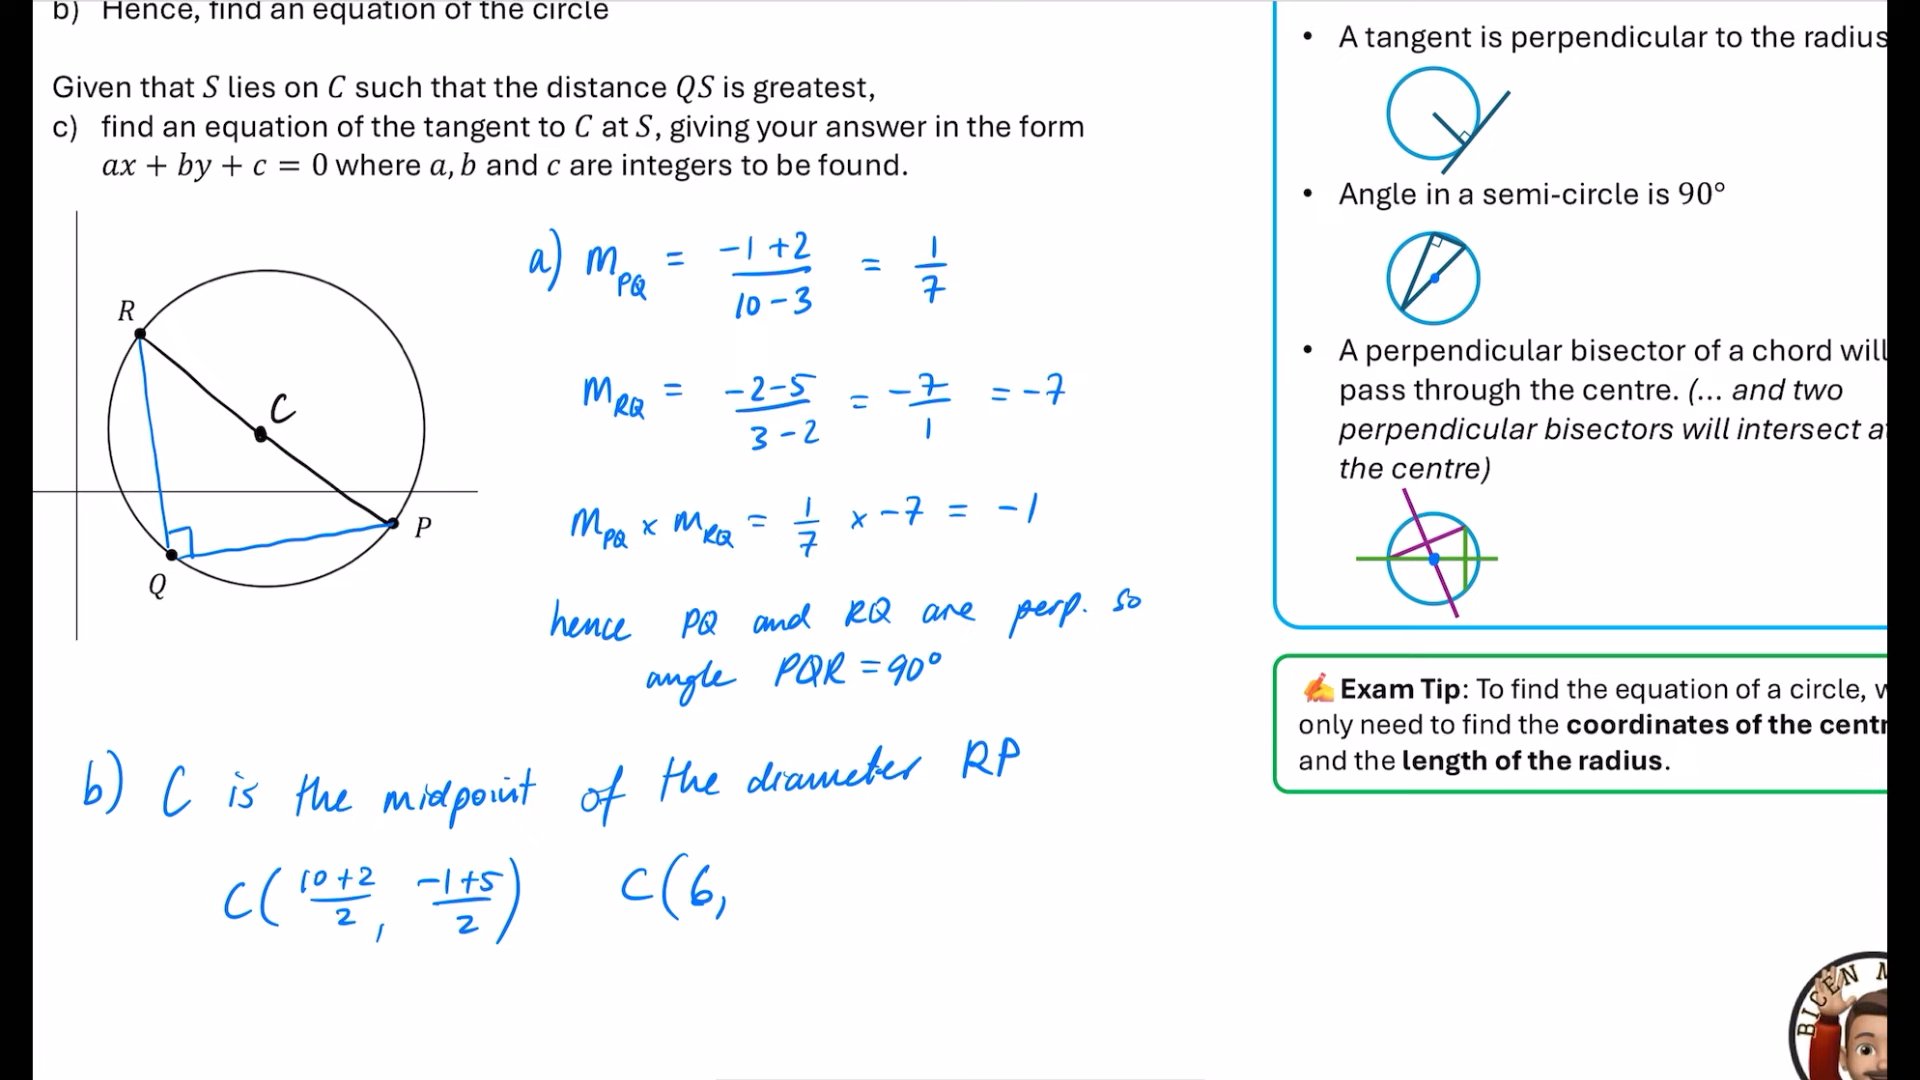 b) Hence, find an equation of the circle
Given that S lies on C such that the distance QS is greatest,
c) find an equation of the tangent to C at S, giving your answer in the form
ax + by + c = 0 where a, b and c are integers to be found.
R
C
P
Q
a) m_PQ = (-1+2)/(10-3) = 1/7
m_RQ = (-2-5)/(3-2) = -7/1 = -7
m_PQ × m_RQ = 1/7 × -7 = -1
hence PQ and RQ are perp. so
angle PQR = 90°
b) C is the midpoint of the diameter RP
C((10+2)/2, (-1+5)/2) C(6,
• A tangent is perpendicular to the radius
• Angle in a semi-circle is 90°
• A perpendicular bisector of a chord will
pass through the centre. (... and two
perpendicular bisectors will intersect a
the centre)
✍ Exam Tip: To find the equation of a circle, w
only need to find the coordinates of the centr
and the length of the radius.
BICEN M